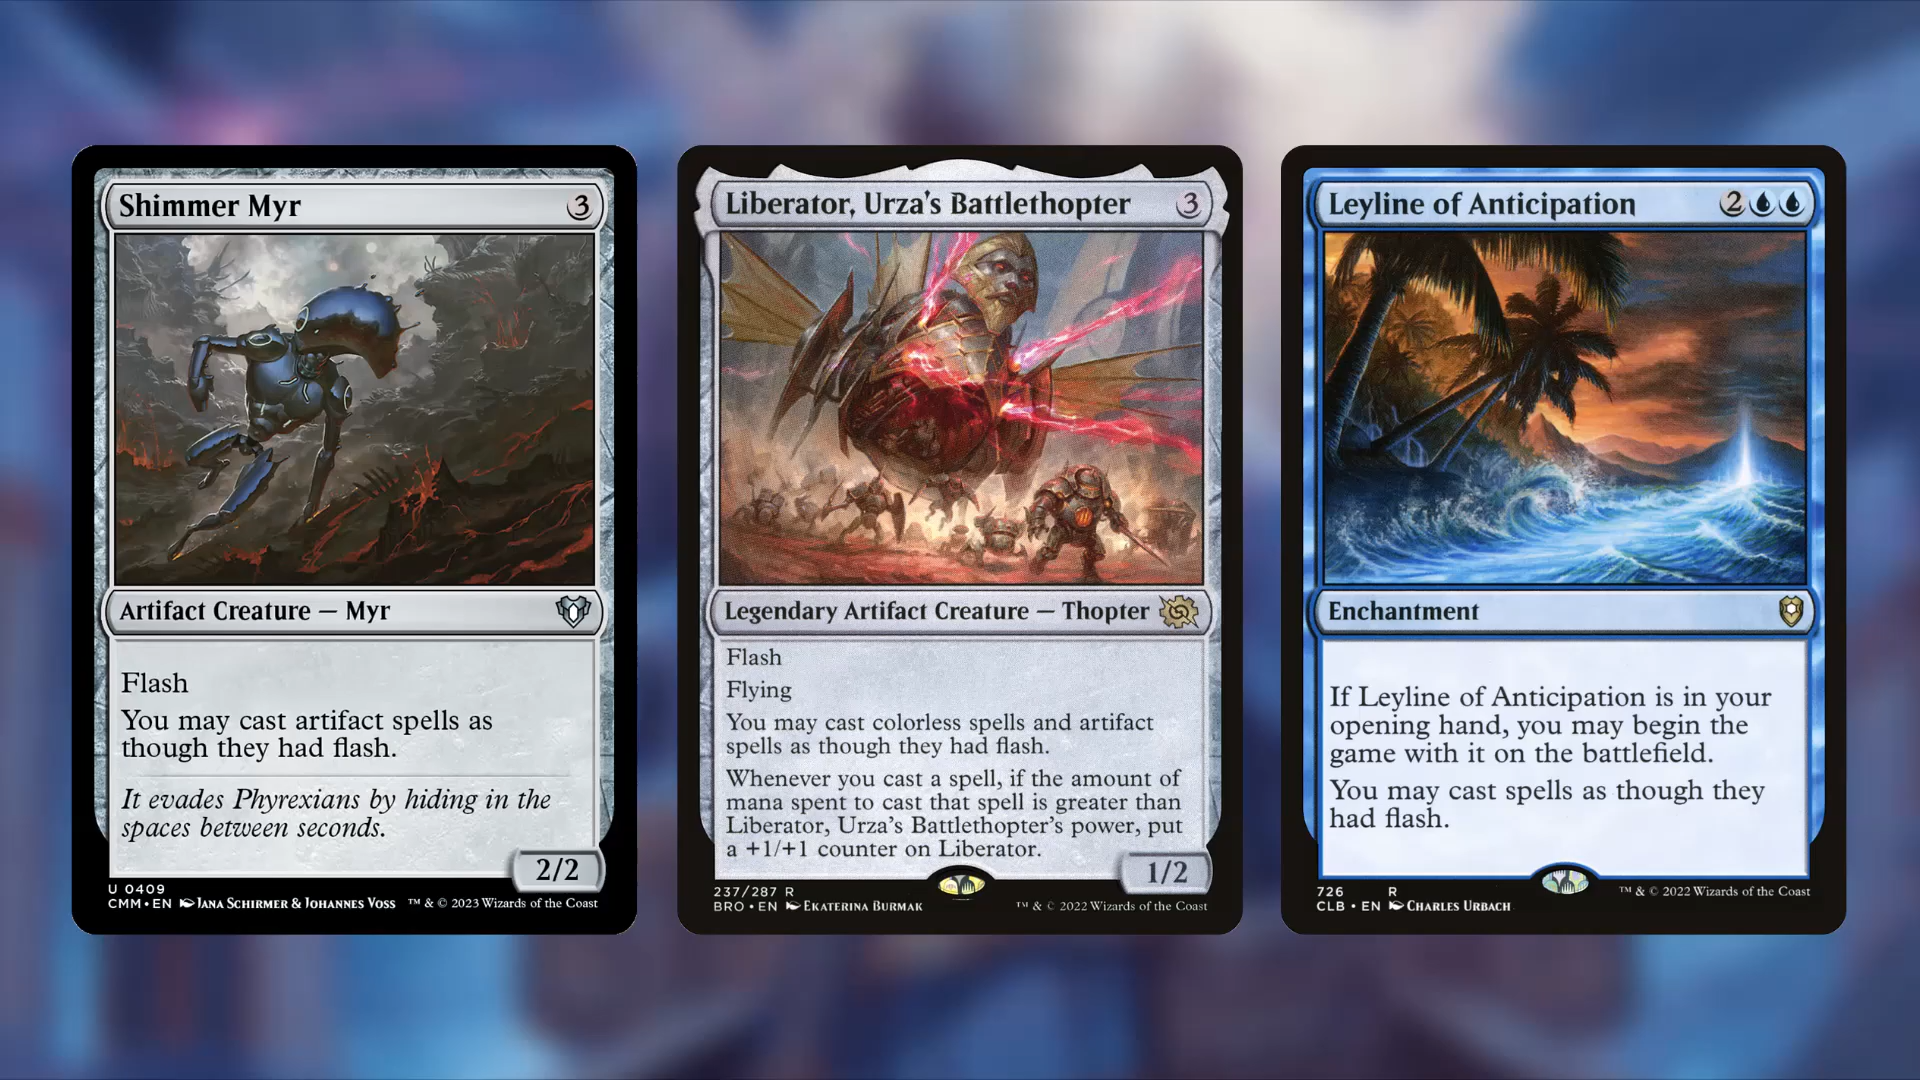 Shimmer Myr 3
Artifact Creature — Myr
Flash
You may cast artifact spells as
though they had flash.
It evades Phyrexians by hiding in the
spaces between seconds.
2/2
U 0409
CMM • EN Jana Schirmer & Johannes Voss ™ & © 2023 Wizards of the Coast
Liberator, Urza's Battlethopter 3
Legendary Artifact Creature — Thopter
Flash
Flying
You may cast colorless spells and artifact
spells as though they had flash.
Whenever you cast a spell, if the amount of
mana spent to cast that spell is greater than
Liberator, Urza's Battlethopter's power, put
a +1/+1 counter on Liberator.
1/2
237/287 R
BRO • EN Ekaterina Burmak ™ & © 2022 Wizards of the Coast
Leyline of Anticipation 2
Enchantment
If Leyline of Anticipation is in your
opening hand, you may begin the
game with it on the battlefield.
You may cast spells as though they
had flash.
726 R
CLB • EN Charles Urbach ™ & © 2022 Wizards of the Coast